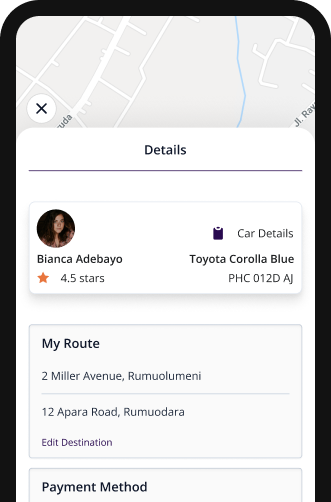 uda
Jl. Ray
Details
Car Details
Bianca Adebayo
Toyota Corolla Blue
4.5 stars
PHC 012D AJ
My Route
2 Miller Avenue, Rumuolumeni
12 Apara Road, Rumuodara
Edit Destination
Payment Method